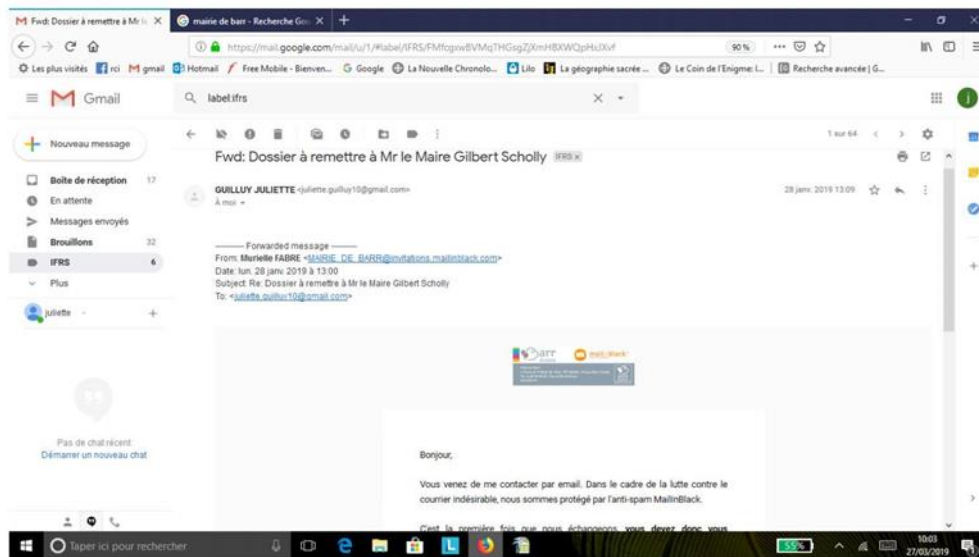 Fwd: Dossier à remettre à Mr le
mairie de barr - Recherche Goo
https://mail.google.com/mail/u/1/#label/IFRS/
90 %
Les plus visités rci M gmail Hotmail Free Mobile - Bienven... Google La Nouvelle Chronolo... Lilo La géographie sacrée ... Le Coin de l'Enigme: L... Recherche avancée | G...
Gmail
label:ifrs
j
Nouveau message
1 sur 64
Fwd: Dossier à remettre à Mr le Maire Gilbert Scholly IFRS x
Boîte de réception 17
GUILLUY JULIETTE <juliette.guilluy10@gmail.com>
28 janv. 2019 13:09
En attente
À moi
Messages envoyés
Brouillons 32
---------- Forwarded message ----------
IFRS 6
From: Murielle FABRE <MAIRIE_DE_BARR@invitations.mailinblack.com>
Date: lun. 28 janv. 2019 à 13:00
Plus
Subject: Re: Dossier à remettre à Mr le Maire Gilbert Scholly
To: <juliette.guilluy10@gmail.com>
juliette
Barr
mailinblack
Pas de chat récent
Démarrer un nouveau chat
Bonjour,
Vous venez de me contacter par email. Dans le cadre de la lutte contre le
courrier indésirable, nous sommes protégé par l'anti-spam MailInBlack.
C'est la première fois que nous échangeons, vous devez donc vous
Taper ici pour rechercher
L
55%
10:03
27/03/2019